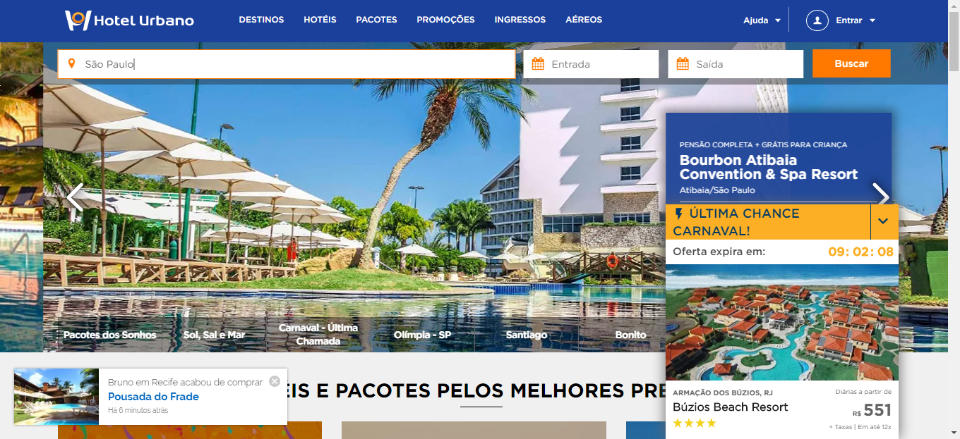 Hotel Urbano
DESTINOS HOTÉIS PACOTES PROMOÇÕES INGRESSOS AÉREOS
Ajuda Entrar
São Paulo
Entrada
Saída
Buscar
PENSÃO COMPLETA + GRÁTIS PARA CRIANÇA
Bourbon Atibaia
Convention & Spa Resort
Atibaia/São Paulo
ÚLTIMA CHANCE
CARNAVAL!
Oferta expira em: 09: 02: 08
Pacotes dos Sonhos
Sol, Sal e Mar
Carnaval - Última
Chamada
Olímpia - SP
Santiago
Bonito
Bruno em Recife acabou de comprar
Pousada do Frade
Há 6 minutos atrás
EIS E PACOTES PELOS MELHORES PRE
ARMAÇÃO DOS BÚZIOS, RJ
Búzios Beach Resort
Diárias a partir de
R$ 551
+ Taxas | Em até 12x